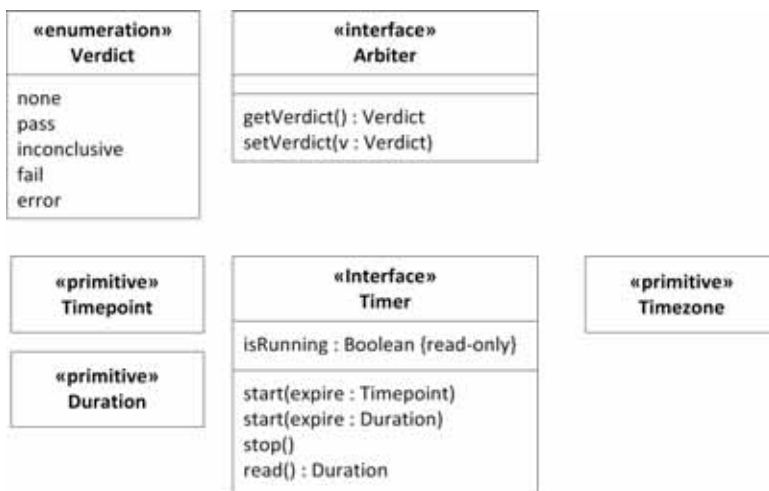 «enumeration»
Verdict
none
pass
inconclusive
fail
error
«interface»
Arbiter
getVerdict() : Verdict
setVerdict(v : Verdict)
«primitive»
Timepoint
«primitive»
Duration
«Interface»
Timer
isRunning : Boolean {read-only}
start(expire : Timepoint)
start(expire : Duration)
stop()
read() : Duration
«primitive»
Timezone